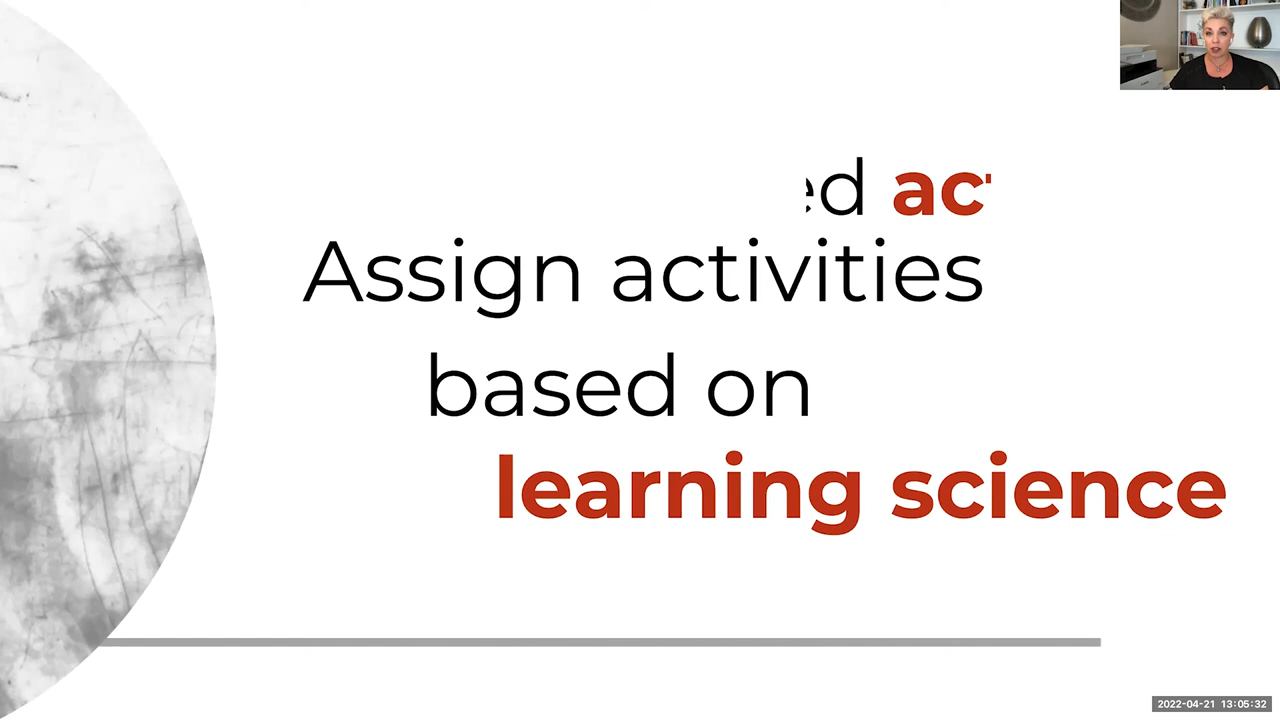 Assign activities
based on
learning science
2022-04-21 13:05:32